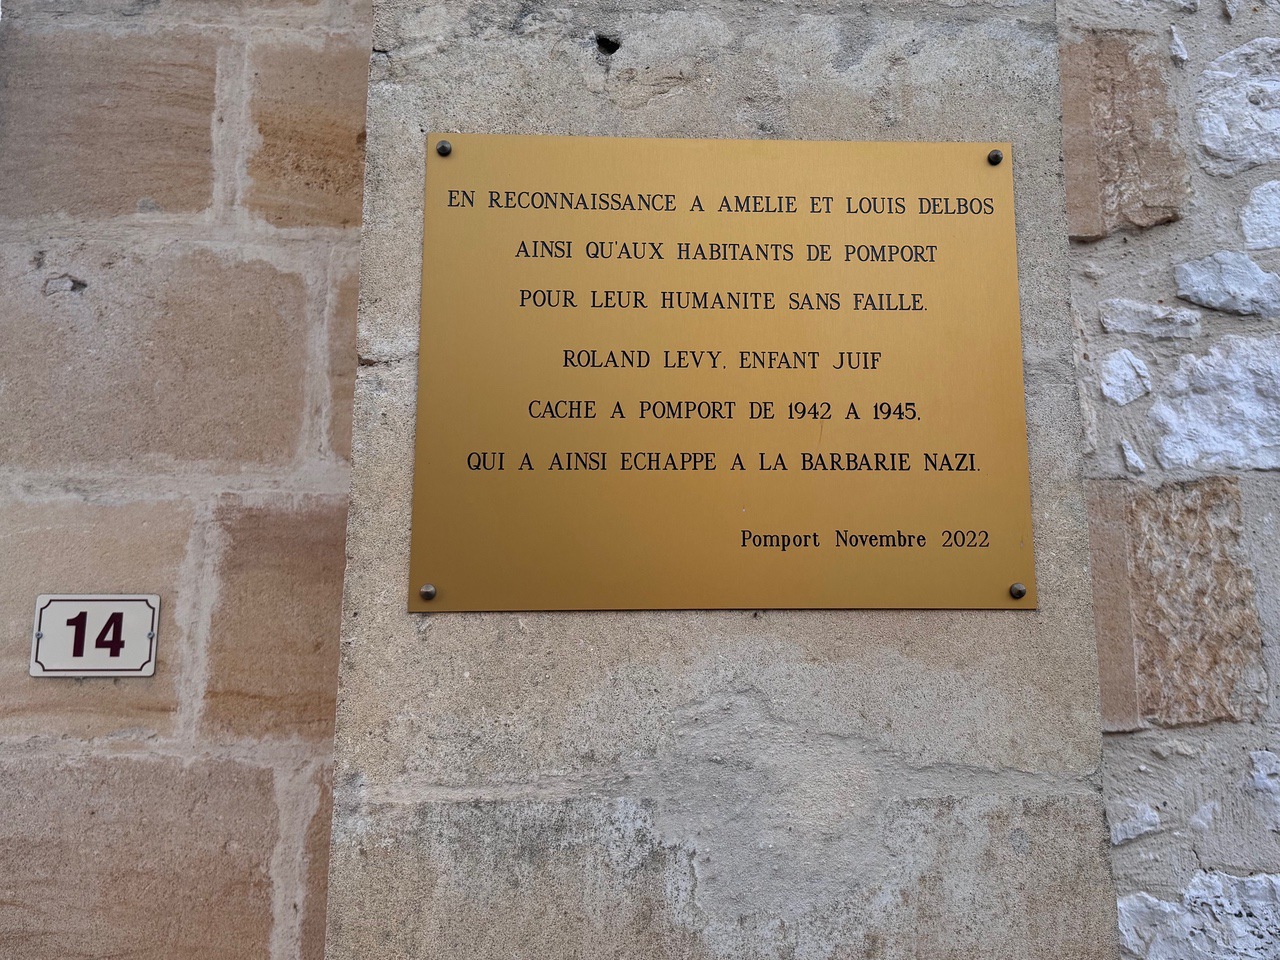 EN RECONNAISSANCE A AMELIE ET LOUIS DELBOS
AINSI QU'AUX HABITANTS DE POMPORT
POUR LEUR HUMANITE SANS FAILLE.
ROLAND LEVY, ENFANT JUIF
CACHE A POMPORT DE 1942 A 1945,
QUI A AINSI ECHAPPE A LA BARBARIE NAZI.
Pomport Novembre 2022
14